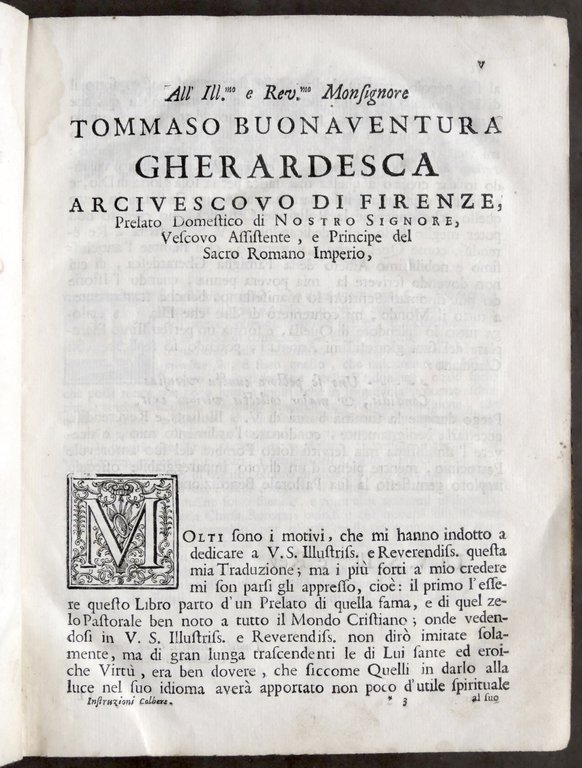 v
All' Ill.mo e Rev.mo Monſignore
TOMMASO BUONAVENTURA
GHERARDESCA
ARCIVESCOVO DI FIRENZE,
Prelato Domeſtico di NOSTRO SIGNORE,
Veſcovo Aſſiſtente, e Principe del
Sacro Romano Imperio,
MOLTI ſono i motivi, che mi hanno indotto a
dedicare a V. S. Illuſtriſs. e Reverendiſs. queſta
mia Traduzione; ma i più forti a mio credere
mi ſon parſi gli appreſſo, cioè: il primo l'eſſe-
re queſto Libro parto d'un Prelato di quella fama, e di quel ze-
lo Paſtorale ben noto a tutto il Mondo Criſtiano; onde veden-
doſi in V. S. Illuſtriſs. e Reverendiſs. non dirò imitate ſola-
mente, ma di gran lunga traſcendenti le di Lui ſante ed eroi-
che Virtù, era ben dovere, che ſiccome Quelli in darlo alla
luce nel ſuo idioma averà apportato non poco d'utile ſpirituale
Inſtruzioni Colbere. * 3 al ſuo